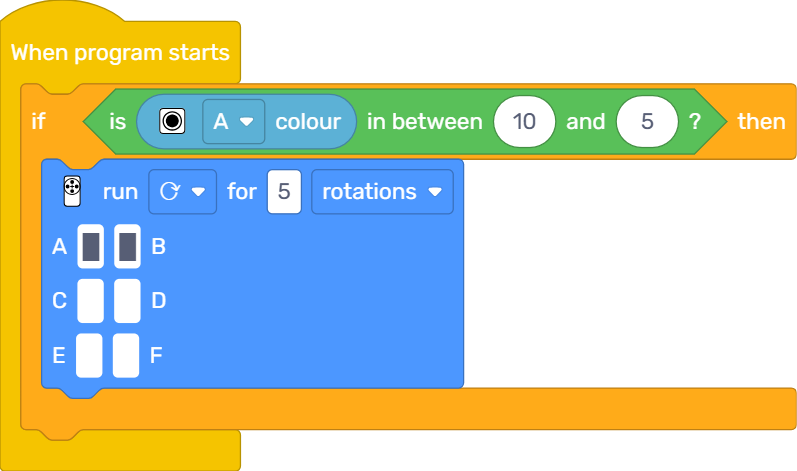 When program starts
if is A colour in between 10 and 5 ? then
run for 5 rotations
A B
C D
E F